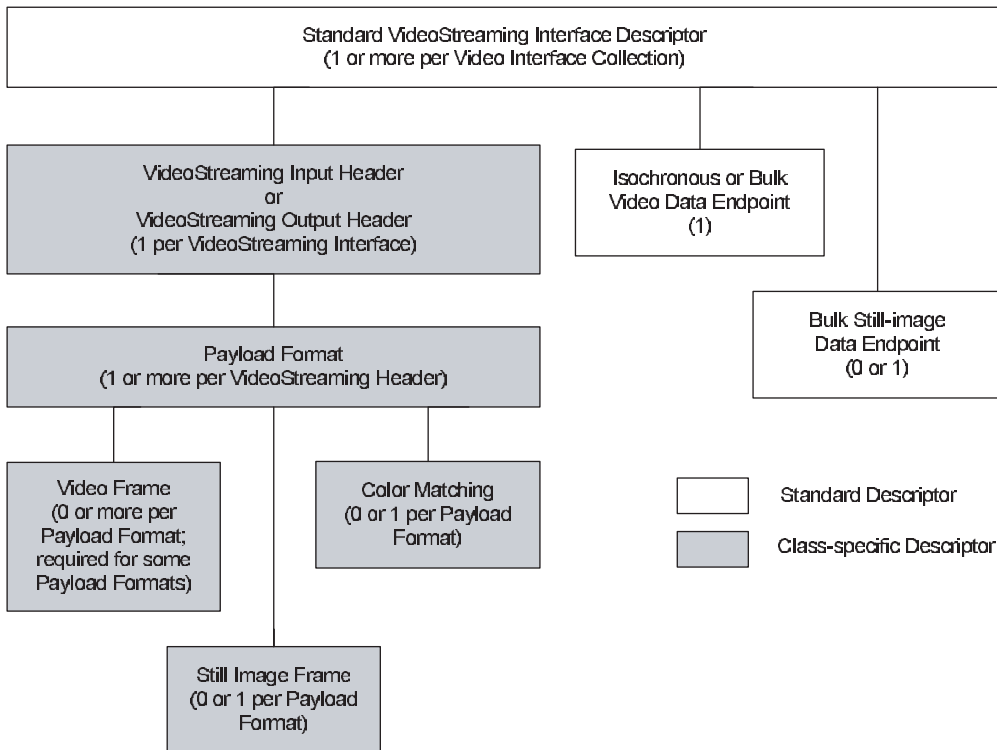 Standard VideoStreaming Interface Descriptor
(1 or more per Video Interface Collection)
VideoStreaming Input Header
or
VideoStreaming Output Header
(1 per VideoStreaming Interface)
Isochronous or Bulk
Video Data Endpoint
(1)
Bulk Still-image
Data Endpoint
(0 or 1)
Payload Format
(1 or more per VideoStreaming Header)
Video Frame
(0 or more per
Payload Format;
required for some
Payload Formats)
Color Matching
(0 or 1 per Payload
Format)
Still Image Frame
(0 or 1 per Payload
Format)
Standard Descriptor
Class-specific Descriptor